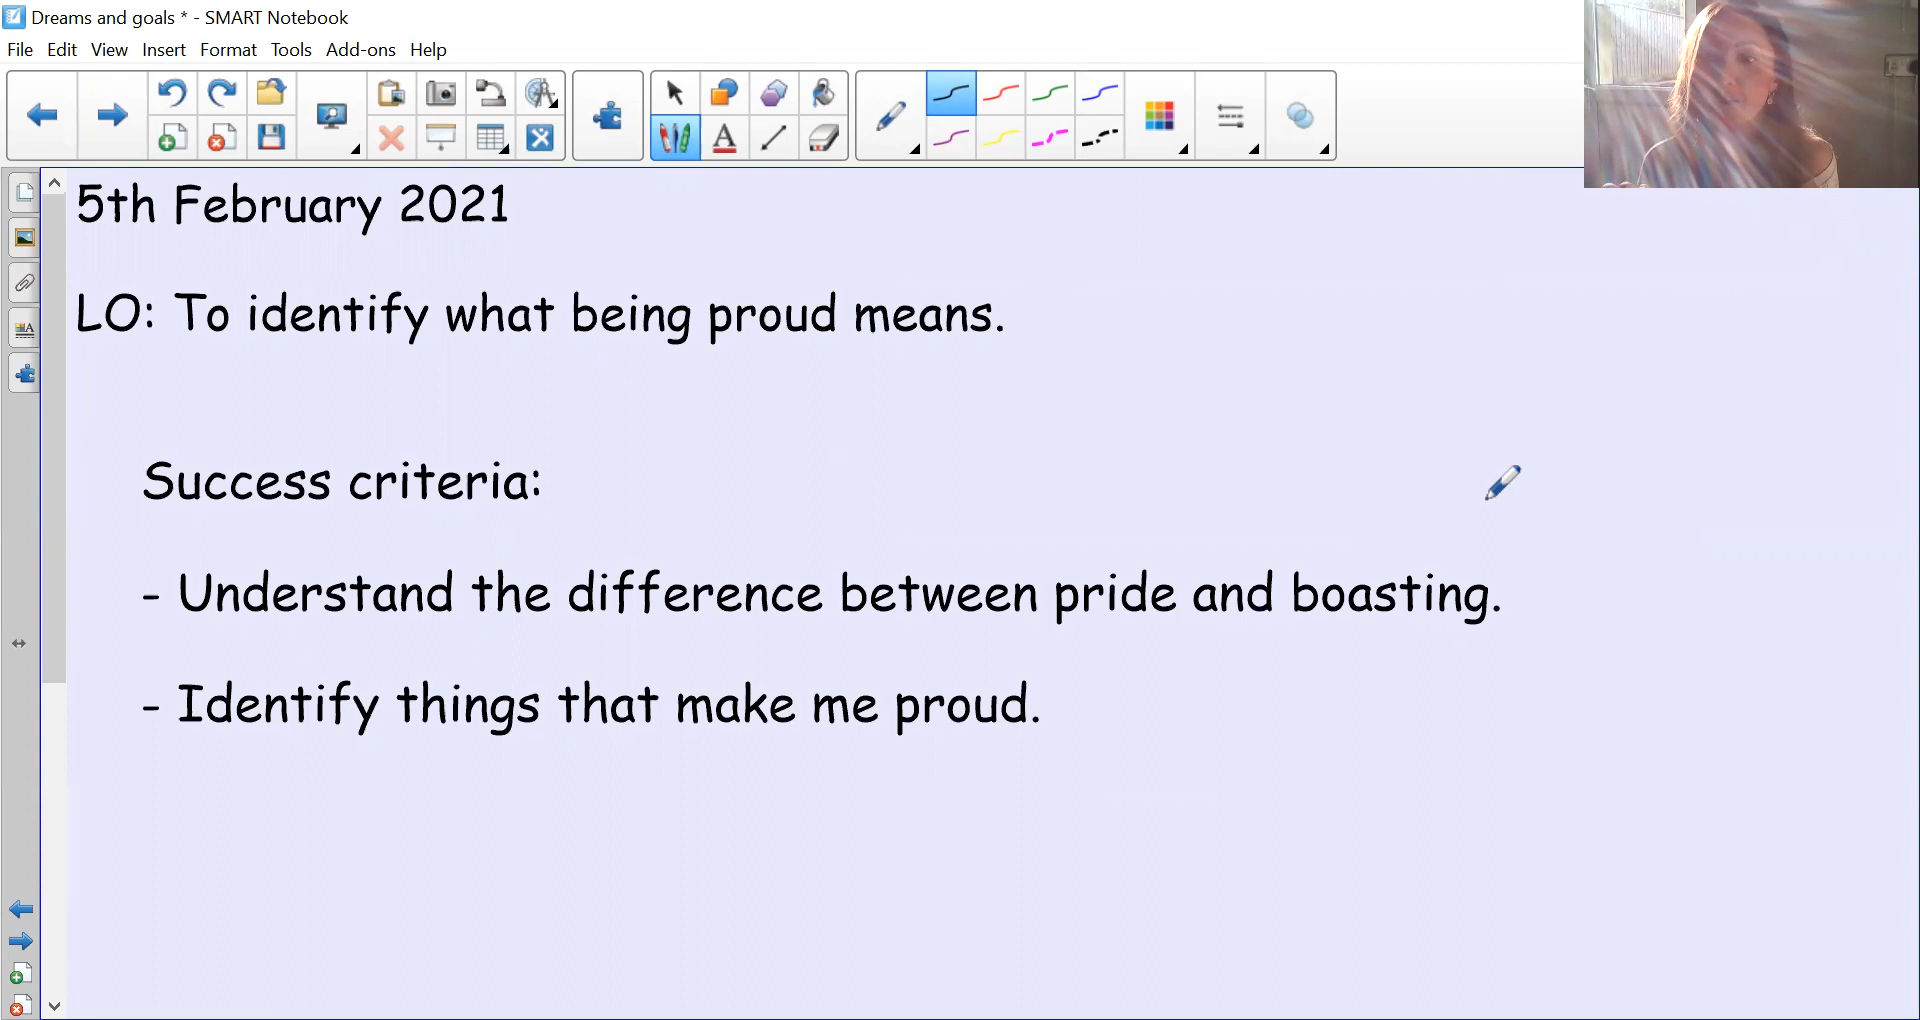 Dreams and goals * - SMART Notebook
File Edit View Insert Format Tools Add-ons Help
5th February 2021
LO: To identify what being proud means.
Success criteria:
- Understand the difference between pride and boasting.
- Identify things that make me proud.